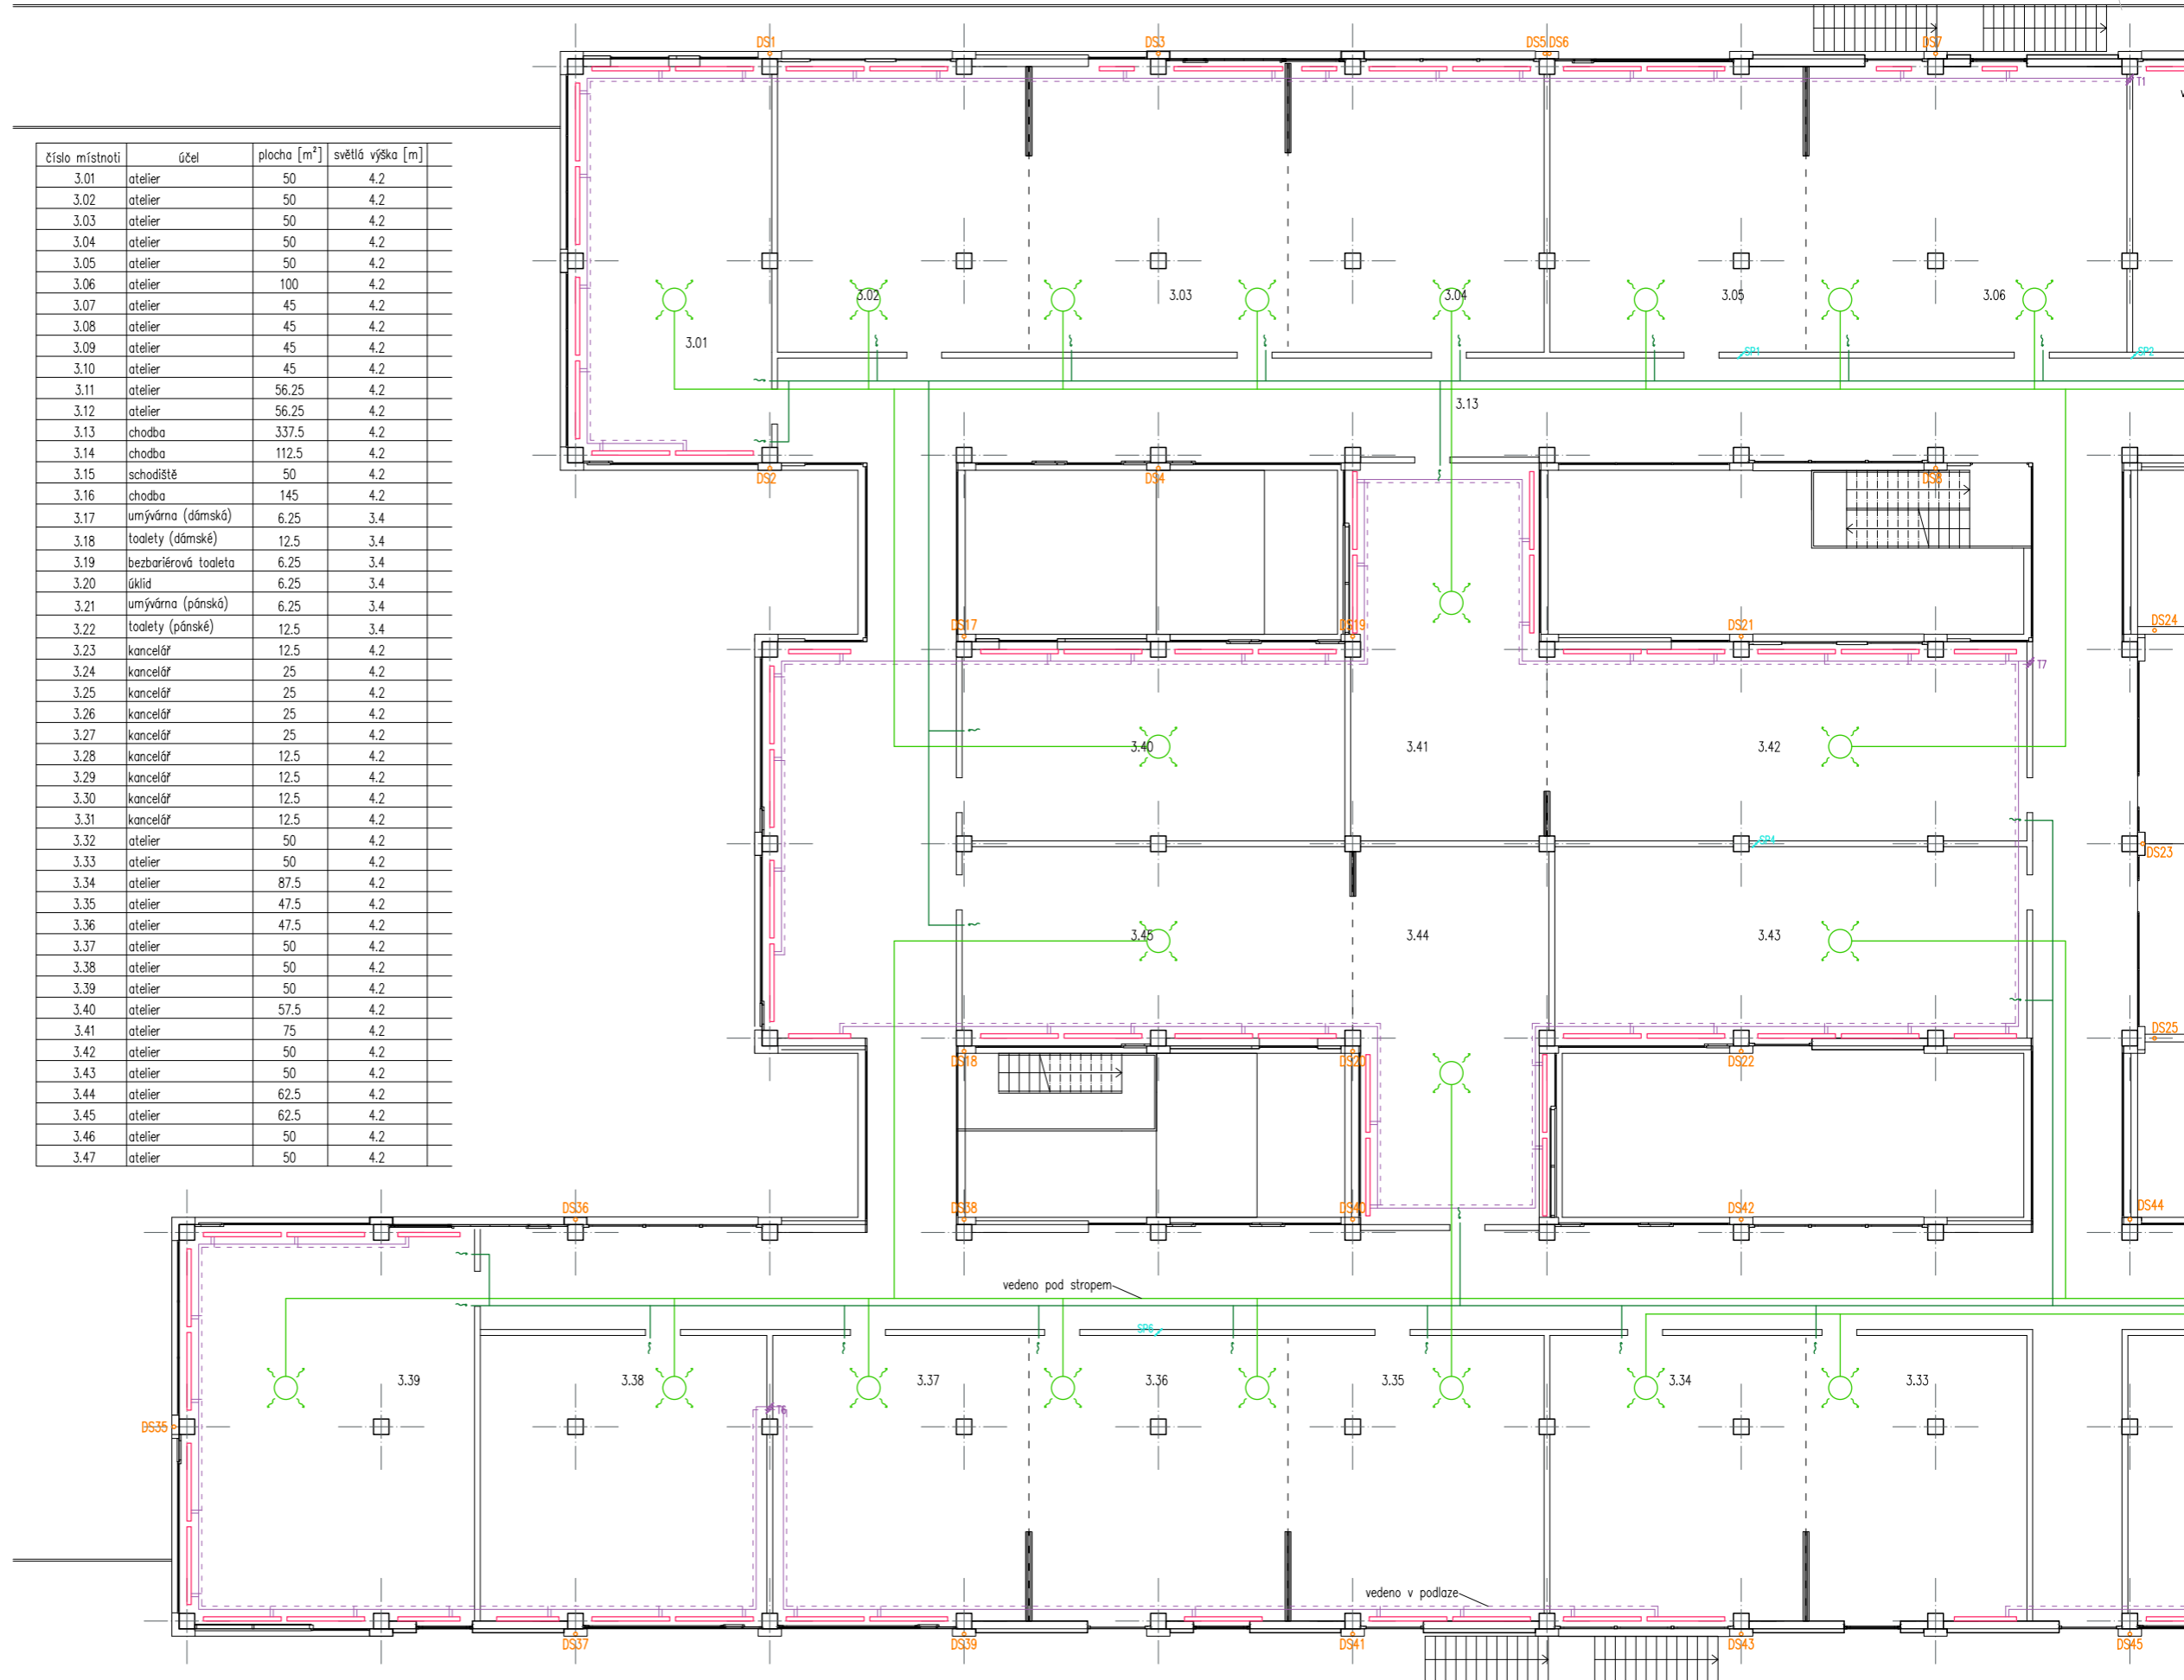 DS1
DS3
DS5 DS6
DS7
T1
číslo místnoti účel plocha [m²] světlá výška [m]
3.01 atelier 50 4.2
3.02 atelier 50 4.2
3.03 atelier 50 4.2
3.04 atelier 50 4.2
3.05 atelier 50 4.2
3.06 atelier 100 4.2
3.07 atelier 45 4.2
3.08 atelier 45 4.2
3.09 atelier 45 4.2
3.10 atelier 45 4.2
3.11 atelier 56.25 4.2
3.12 atelier 56.25 4.2
3.13 chodba 337.5 4.2
3.14 chodba 112.5 4.2
3.15 schodiště 50 4.2
3.16 chodba 145 4.2
3.17 umývárna (dámská) 6.25 3.4
3.18 toalety (dámské) 12.5 3.4
3.19 bezbariérová toaleta 6.25 3.4
3.20 úklid 6.25 3.4
3.21 umývárna (pánská) 6.25 3.4
3.22 toalety (pánské) 12.5 3.4
3.23 kancelář 12.5 4.2
3.24 kancelář 25 4.2
3.25 kancelář 25 4.2
3.26 kancelář 25 4.2
3.27 kancelář 25 4.2
3.28 kancelář 12.5 4.2
3.29 kancelář 12.5 4.2
3.30 kancelář 12.5 4.2
3.31 kancelář 12.5 4.2
3.32 atelier 50 4.2
3.33 atelier 50 4.2
3.34 atelier 87.5 4.2
3.35 atelier 47.5 4.2
3.36 atelier 47.5 4.2
3.37 atelier 50 4.2
3.38 atelier 50 4.2
3.39 atelier 50 4.2
3.40 atelier 57.5 4.2
3.41 atelier 75 4.2
3.42 atelier 50 4.2
3.43 atelier 50 4.2
3.44 atelier 62.5 4.2
3.45 atelier 62.5 4.2
3.46 atelier 50 4.2
3.47 atelier 50 4.2
3.02
3.03
3.04
3.05
3.06
3.01
SP1
SP2
3.13
DS2
DS4
DS8
DS17
DS19
DS21
DS24
T7
3.40
3.41
3.42
SP4
DS23
3.45
3.44
3.43
DS25
DS18
DS20
DS22
DS36
DS38
DS40
DS42
DS44
vedeno pod stropem
SP6
3.39
3.38
3.37
3.36
3.35
3.34
3.33
T6
DS35
vedeno v podlaze
DS37
DS39
DS41
DS43
DS45